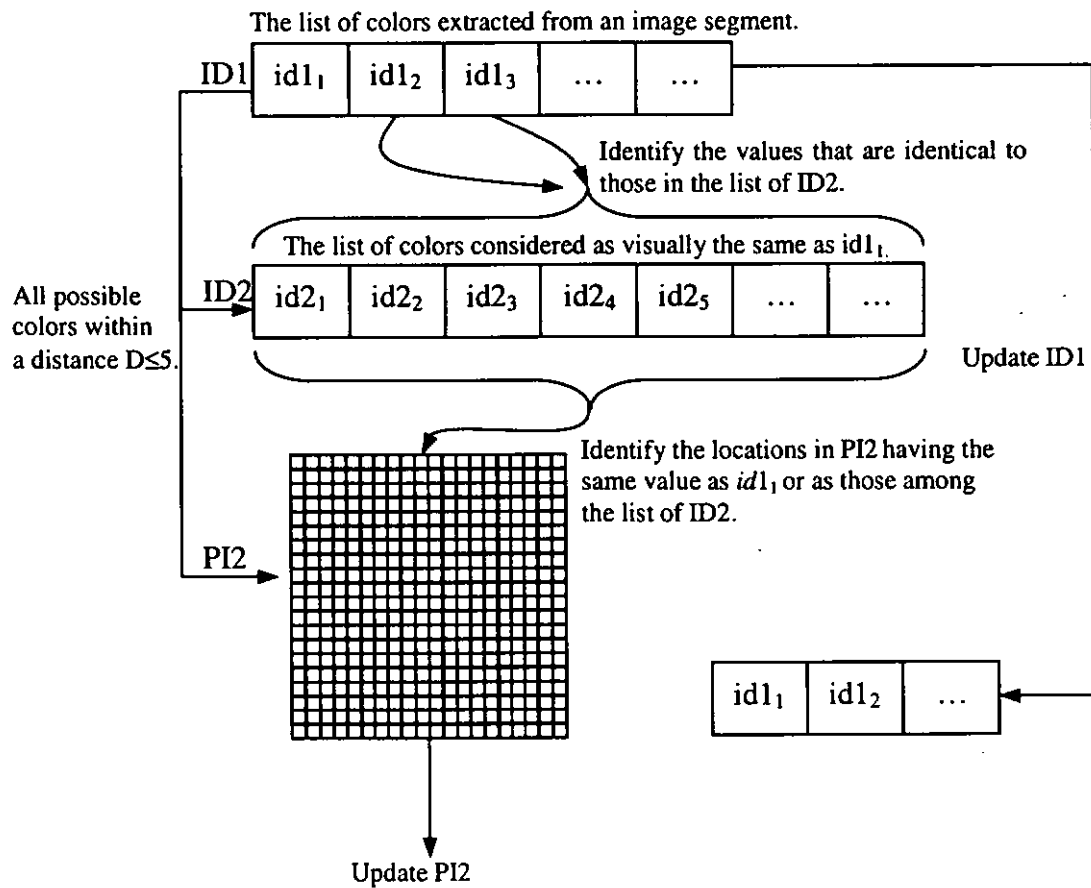 The list of colors extracted from an image segment.
ID1
id1₁ id1₂ id1₃ … …
Identify the values that are identical to
those in the list of ID2.
The list of colors considered as visually the same as id1₁.
ID2
id2₁ id2₂ id2₃ id2₄ id2₅ … …
All possible
colors within
a distance D≤5.
Update ID1
Identify the locations in PI2 having the
same value as id1₁ or as those among
the list of ID2.
PI2
id1₁ id1₂ …
Update PI2